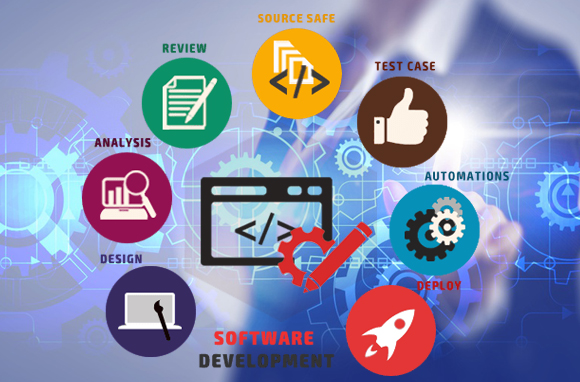 SOURCE SAFE
REVIEW
TEST CASE
ANALYSIS
AUTOMATIONS
</>
</>
DESIGN
DEPLOY
SOFTWARE
DEVELOPMENT